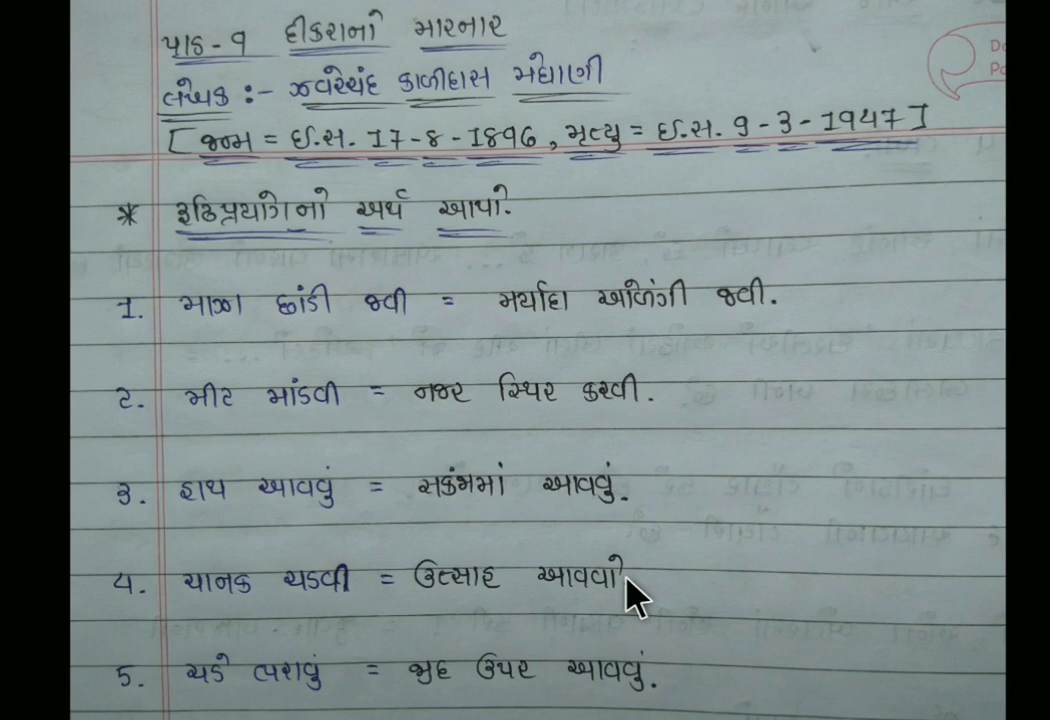 પાઠ-૧ દીકરાનો મારનાર
લેખક :- ઝવેરચંદ કાળીદાસ મેઘાણી
[જન્મ = ઈ.સ. 17-8-1896, મૃત્યુ = ઈ.સ. 9-3-1947]
* રૂઢિપ્રયોગનો અર્થ આપો.
1. માઝા છાંડી જવી = મર્યાદા ઓળંગી જવી.
2. મીટ માંડવી = નજર સ્થિર કરવી.
3. હાથ આવવું = સકંજામાં આવવું.
4. ચાનક ચડવી = ઉત્સાહ આવવો
5. ચડે ભરાવું = જીદ ઉપર આવવું.